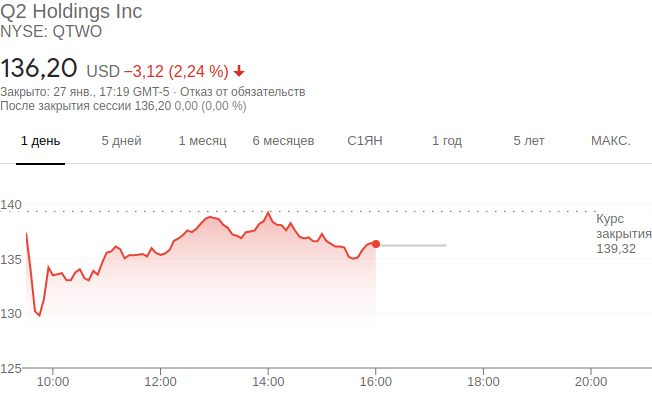 Q2 Holdings Inc
NYSE: QTWO
136,20 USD −3,12 (2,24 %)
Закрыто: 27 янв., 17:19 GMT-5 · Отказ от обязательств
После закрытия сессии 136,20 0,00 (0,00 %)
1 день 5 дней 1 месяц 6 месяцев С1ЯН 1 год 5 лет МАКС.
140
Курс
закрытия
139,32
135
130
125
10:00 12:00 14:00 16:00 18:00 20:00